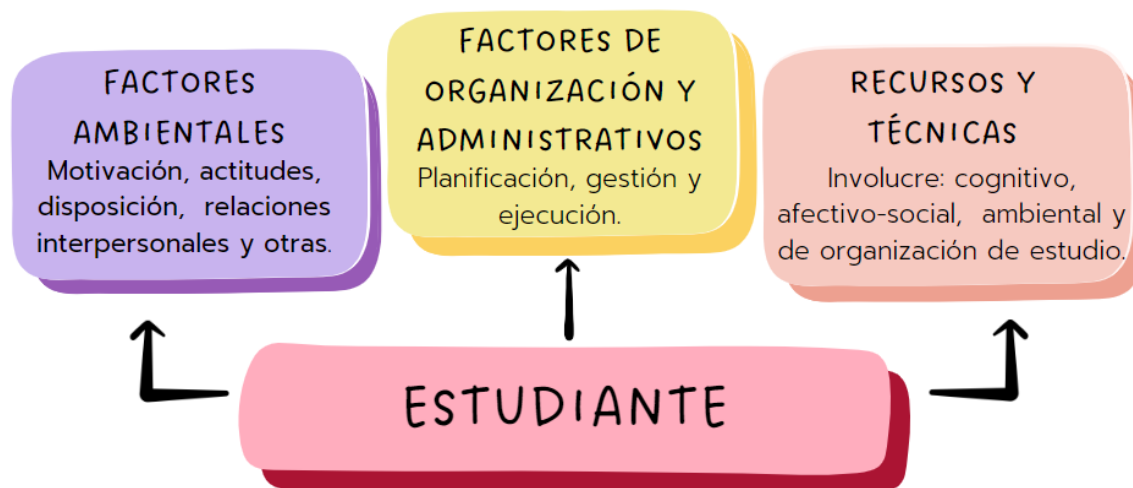 FACTORES
AMBIENTALES
Motivación, actitudes,
disposición, relaciones
interpersonales y otras.
FACTORES DE
ORGANIZACIÓN Y
ADMINISTRATIVOS
Planificación, gestión y
ejecución.
RECURSOS Y
TÉCNICAS
Involucre: cognitivo,
afectivo-social, ambiental y
de organización de estudio.
ESTUDIANTE